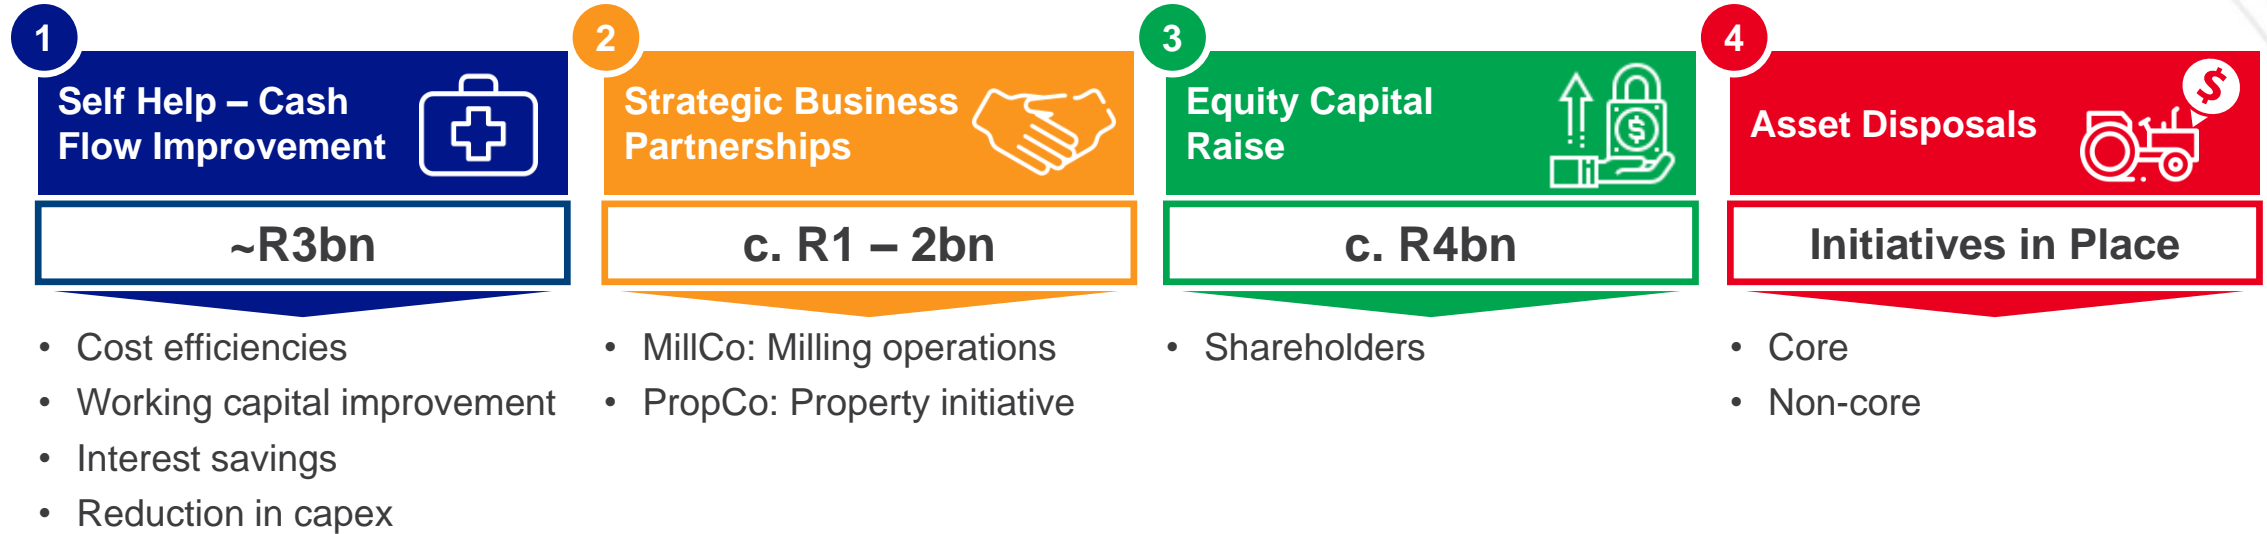 1
Self Help – Cash
Flow Improvement
~R3bn
• Cost efficiencies
• Working capital improvement
• Interest savings
• Reduction in capex
2
Strategic Business
Partnerships
c. R1 – 2bn
• MillCo: Milling operations
• PropCo: Property initiative
3
Equity Capital
Raise
$
c. R4bn
• Shareholders
4
Asset Disposals
$
Initiatives in Place
• Core
• Non-core